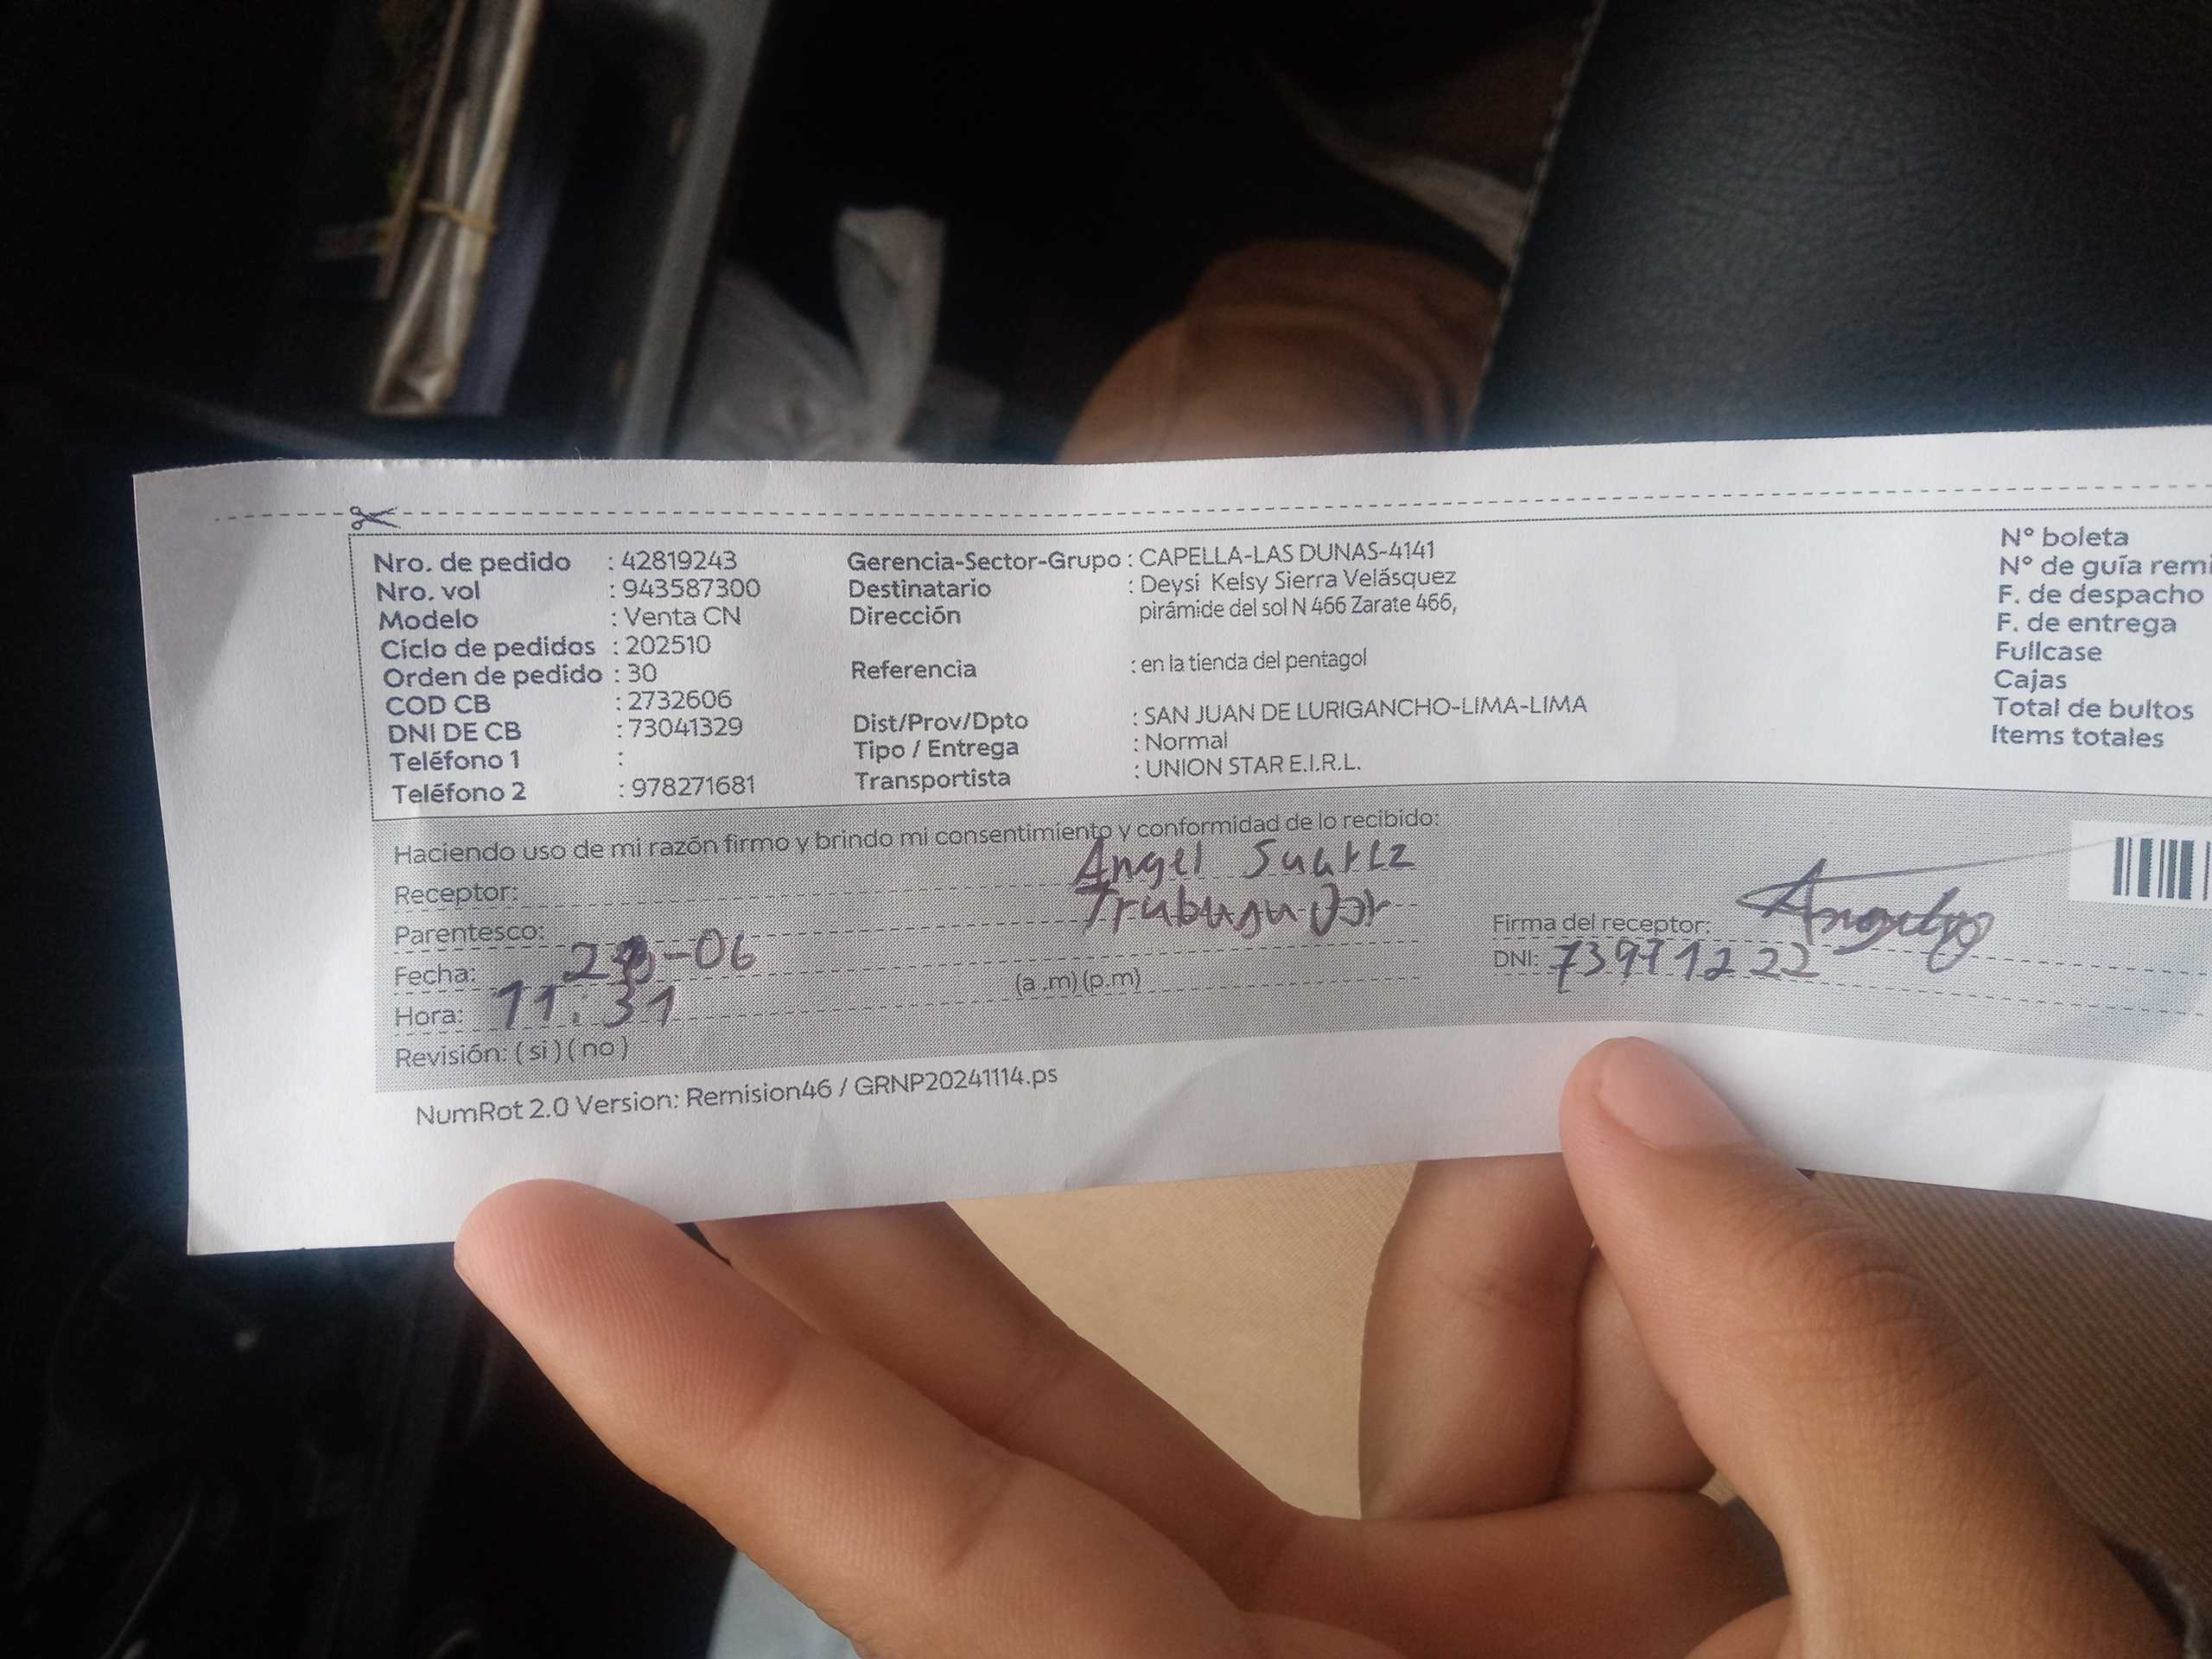 Nro. de pedido : 42819243
Nro. vol : 943587300
Modelo : Venta CN
Ciclo de pedidos : 202510
Orden de pedido : 30
COD CB : 2732606
DNI DE CB : 73041329
Teléfono 1 :
Teléfono 2 : 978271681
Gerencia-Sector-Grupo : CAPELLA-LAS DUNAS-4141
Destinatario : Deysi Kelsy Sierra Velásquez
Dirección pirámide del sol N 466 Zarate 466,
Referencia : en la tienda del pentagol
Dist/Prov/Dpto : SAN JUAN DE LURIGANCHO-LIMA-LIMA
Tipo / Entrega : Normal
Transportista : UNION STAR E.I.R.L.
N° boleta
N° de guía remi
F. de despacho
F. de entrega
Fullcase
Cajas
Total de bultos
Items totales
Haciendo uso de mi razón firmo y brindo mi consentimiento y conformidad de lo recibido:
Receptor: Angel Suarez
Parentesco: Trabajador
Fecha: -06
Hora: 11:31 (a .m) (p.m)
Revisión: ( si ) ( no )
Firma del receptor:
DNI:
NumRot 2.0 Version: Remision46 / GRNP20241114.ps